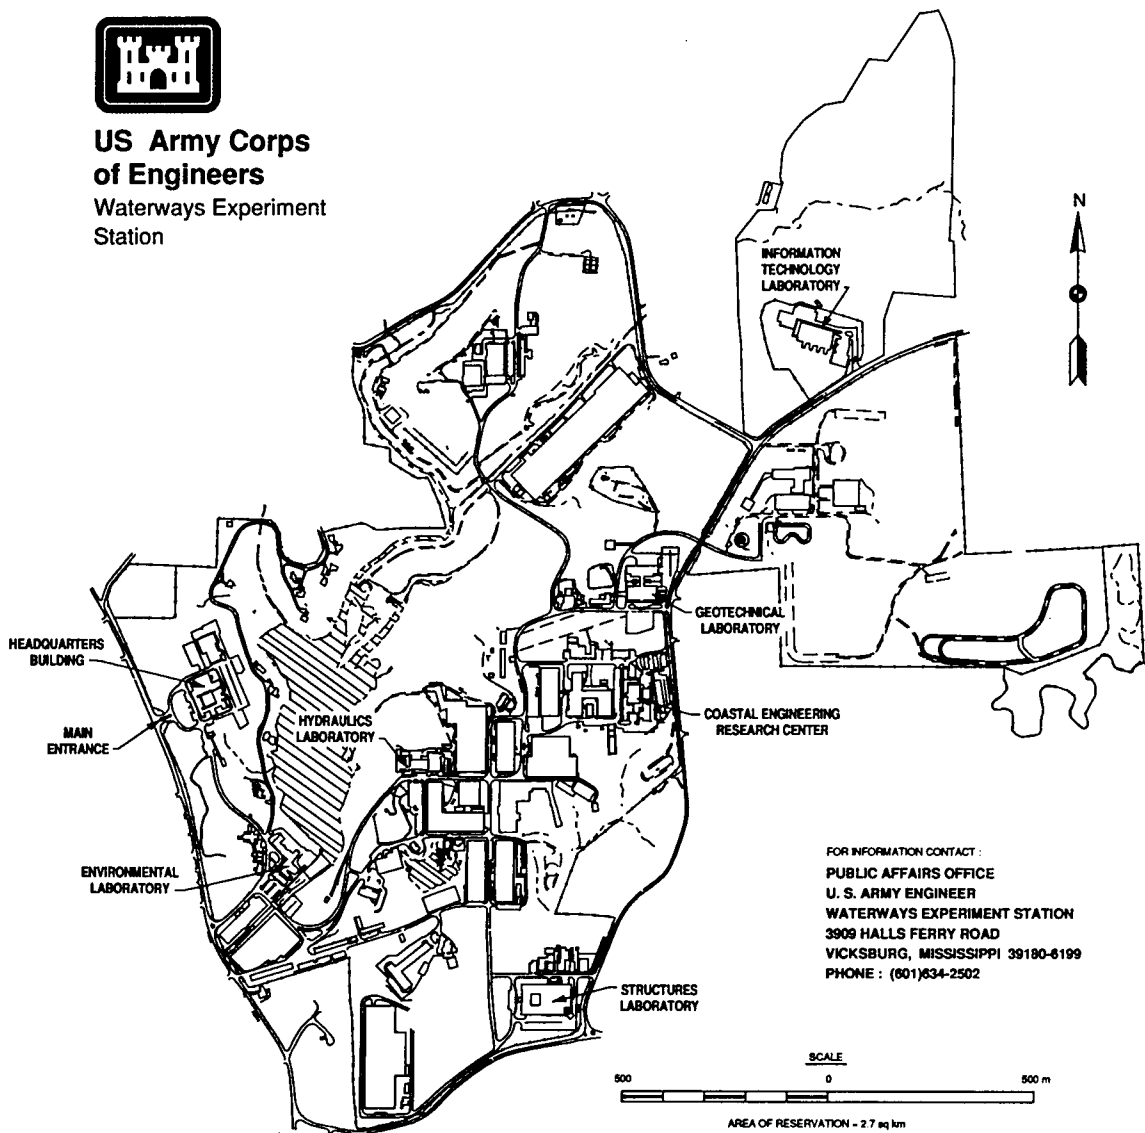 US Army Corps
of Engineers
Waterways Experiment
Station
N
INFORMATION
TECHNOLOGY
LABORATORY
GEOTECHNICAL
LABORATORY
HEADQUARTERS
BUILDING
MAIN
ENTRANCE
HYDRAULICS
LABORATORY
COASTAL ENGINEERING
RESEARCH CENTER
ENVIRONMENTAL
LABORATORY
STRUCTURES
LABORATORY
FOR INFORMATION CONTACT :
PUBLIC AFFAIRS OFFICE
U. S. ARMY ENGINEER
WATERWAYS EXPERIMENT STATION
3909 HALLS FERRY ROAD
VICKSBURG, MISSISSIPPI 39180-6199
PHONE : (601)634-2502
SCALE
500 0 500 m
AREA OF RESERVATION - 2.7 sq km